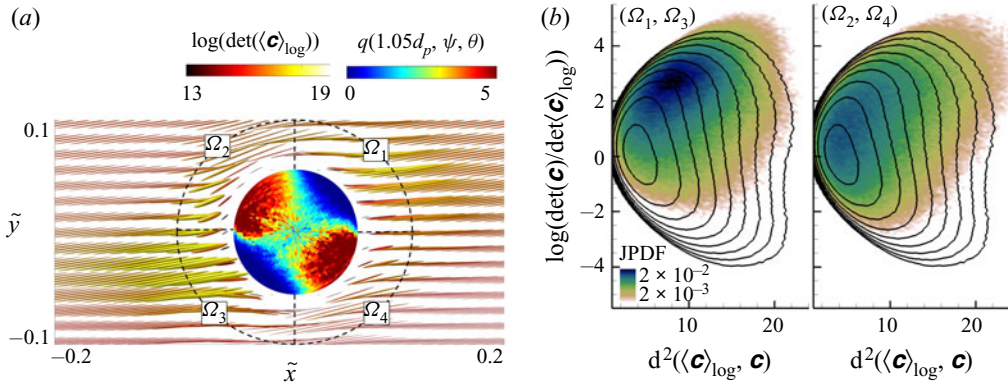 (a)
log(det(⟨c⟩log))
q(1.05dp, ψ, θ)
13 19 0 5
0.1
Ω2 Ω1
ỹ
Ω3 Ω4
−0.1
−0.2 x̃ 0.2
(b)
(Ω1, Ω3) (Ω2, Ω4)
log(det(c)/det⟨c⟩log))
4
2
0
−2
−4
JPDF
2 × 10−2
2 × 10−3
10 20 10 20
d2(⟨c⟩log, c) d2(⟨c⟩log, c)